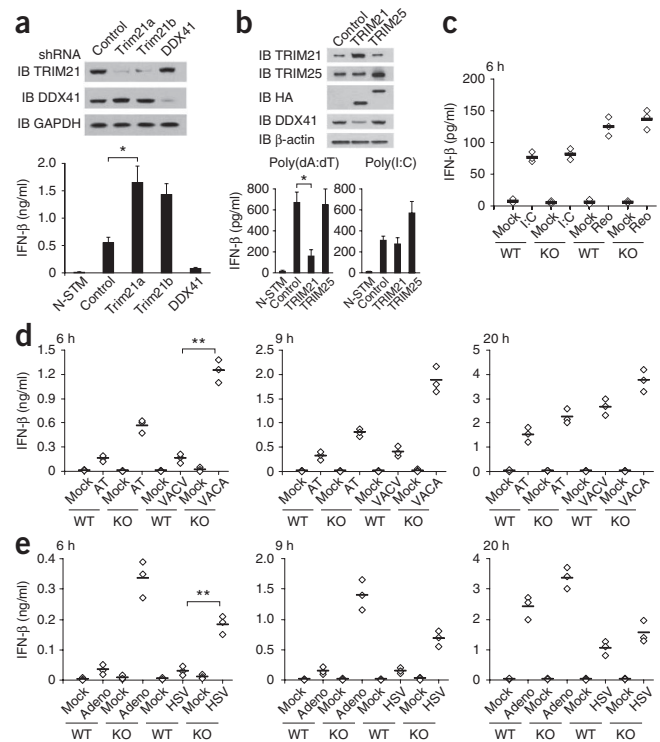 a
shRNA
Control
Trim21a
Trim21b
DDX41
IB TRIM21
IB DDX41
IB GAPDH
IFN-β (ng/ml)
2.0
1.5
1.0
0.5
0
*
N-STM
Control
Trim21a
Trim21b
DDX41
b
Control
TRIM21
TRIM25
IB TRIM21
IB TRIM25
IB HA
IB DDX41
IB β-actin
Poly(dA:dT)
Poly(I:C)
IFN-β (pg/ml)
800
600
400
200
0
*
N-STM
Control
TRIM21
TRIM25
800
600
400
200
0
N-STM
Control
TRIM21
TRIM25
c
6 h
IFN-β (pg/ml)
200
150
100
50
0
Mock I:C Mock I:C Mock Reo Mock Reo
WT KO WT KO
d
6 h
IFN-β (ng/ml)
1.5
1.2
0.9
0.6
0.3
0
**
Mock AT Mock AT Mock VACV Mock VACA
WT KO WT KO
9 h
2.5
2.0
1.5
1.0
0.5
0
Mock AT Mock AT Mock VACV Mock VACA
WT KO WT KO
20 h
5
4
3
2
1
0
Mock AT Mock AT Mock VACV Mock VACA
WT KO WT KO
e
6 h
IFN-β (ng/ml)
0.4
0.3
0.2
0.1
0
**
Mock Adeno Mock Adeno Mock HSV Mock HSV
WT KO WT KO
9 h
2.0
1.5
1.0
0.5
0
Mock Adeno Mock Adeno Mock HSV Mock HSV
WT KO WT KO
20 h
4
3
2
1
0
Mock Adeno Mock Adeno Mock HSV Mock HSV
WT KO WT KO